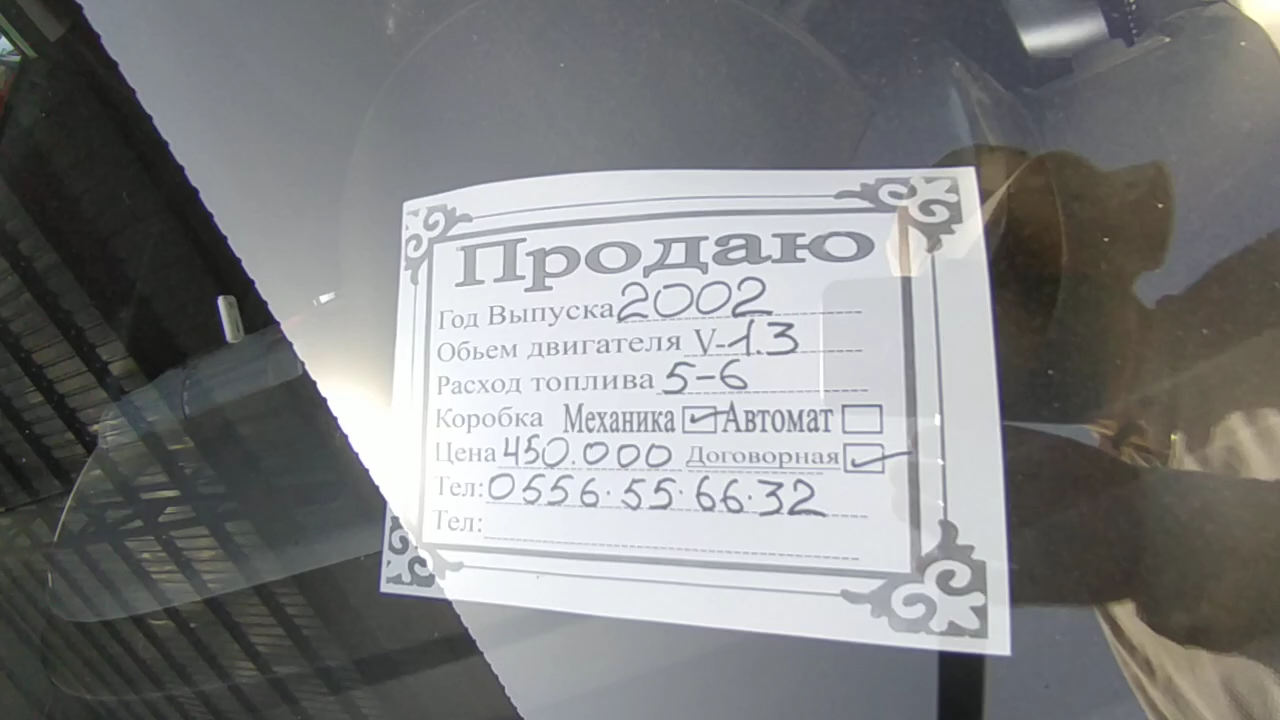 Продаю
Год Выпуска 2002
Обьем двигателя V-1.3
Расход топлива 5-6
Коробка Механика Автомат
Цена 450.000 Договорная
Тел: 0556.55.66.32
Тел: